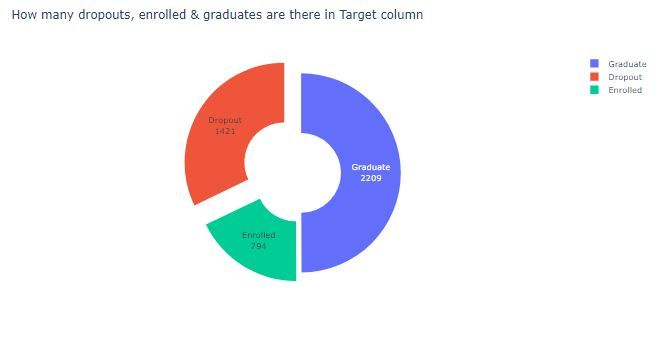 How many dropouts, enrolled & graduates are there in Target column
Graduate
Dropout
Enrolled
Dropout
1421
Graduate
2209
Enrolled
794